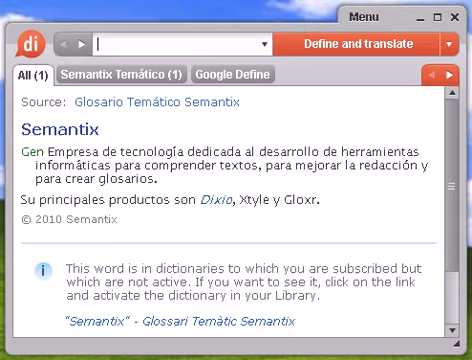 Menu
di
Define and translate
All (1)
Semantix Temático (1)
Google Define
Source: Glosario Temático Semantix
Semantix
Gen Empresa de tecnología dedicada al desarrollo de herramientas
informáticas para comprender textos, para mejorar la redacción y
para crear glosarios.
Su principales productos son Dixio, Xtyle y Gloxr.
© 2010 Semantix
i
This word is in dictionaries to which you are subscribed but
which are not active. If you want to see it, click on the link
and activate the dictionary in your Library.
"Semantix" - Glossari Temàtic Semantix